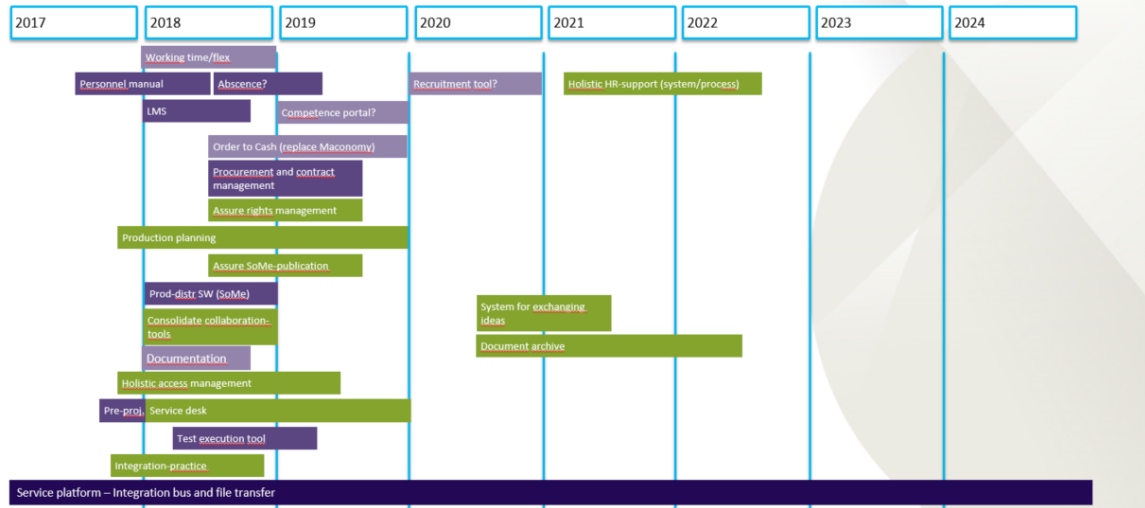 2017
2018
2019
2020
2021
2022
2023
2024
Working time/flex
Personnel manual
Abscence?
Recruitment tool?
Holistic HR-support (system/process)
LMS
Competence portal?
Order to Cash (replace Maconomy)
Procurement and contract
management
Assure rights management
Production planning
Assure SoMe-publication
Prod-distr SW (SoMe)
System for exchanging
ideas
Consolidate collaboration-
tools
Document archive
Documentation
Holistic access management
Pre-proj.
Service desk
Test execution tool
Integration-practice
Service platform – Integration bus and file transfer